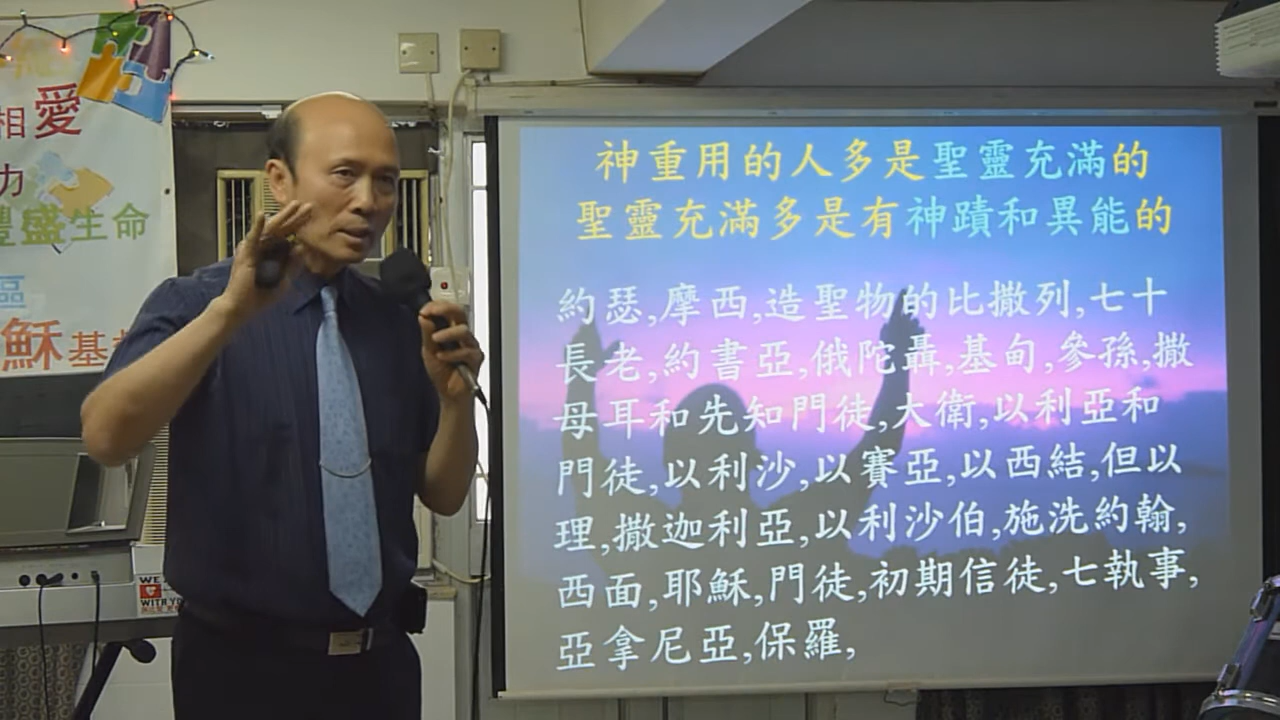 相愛
力
豐盛生命
區
穌基
神重用的人多是聖靈充滿的
聖靈充滿多是有神蹟和異能的
約瑟,摩西,造聖物的比撒列,七十
長老,約書亞,俄陀聶,基甸,參孫,撒
母耳和先知門徒,大衛,以利亞和
門徒,以利沙,以賽亞,以西結,但以
理,撒迦利亞,以利沙伯,施洗約翰,
西面,耶穌,門徒,初期信徒,七執事,
亞拿尼亞,保羅,
WE
WITH YOU